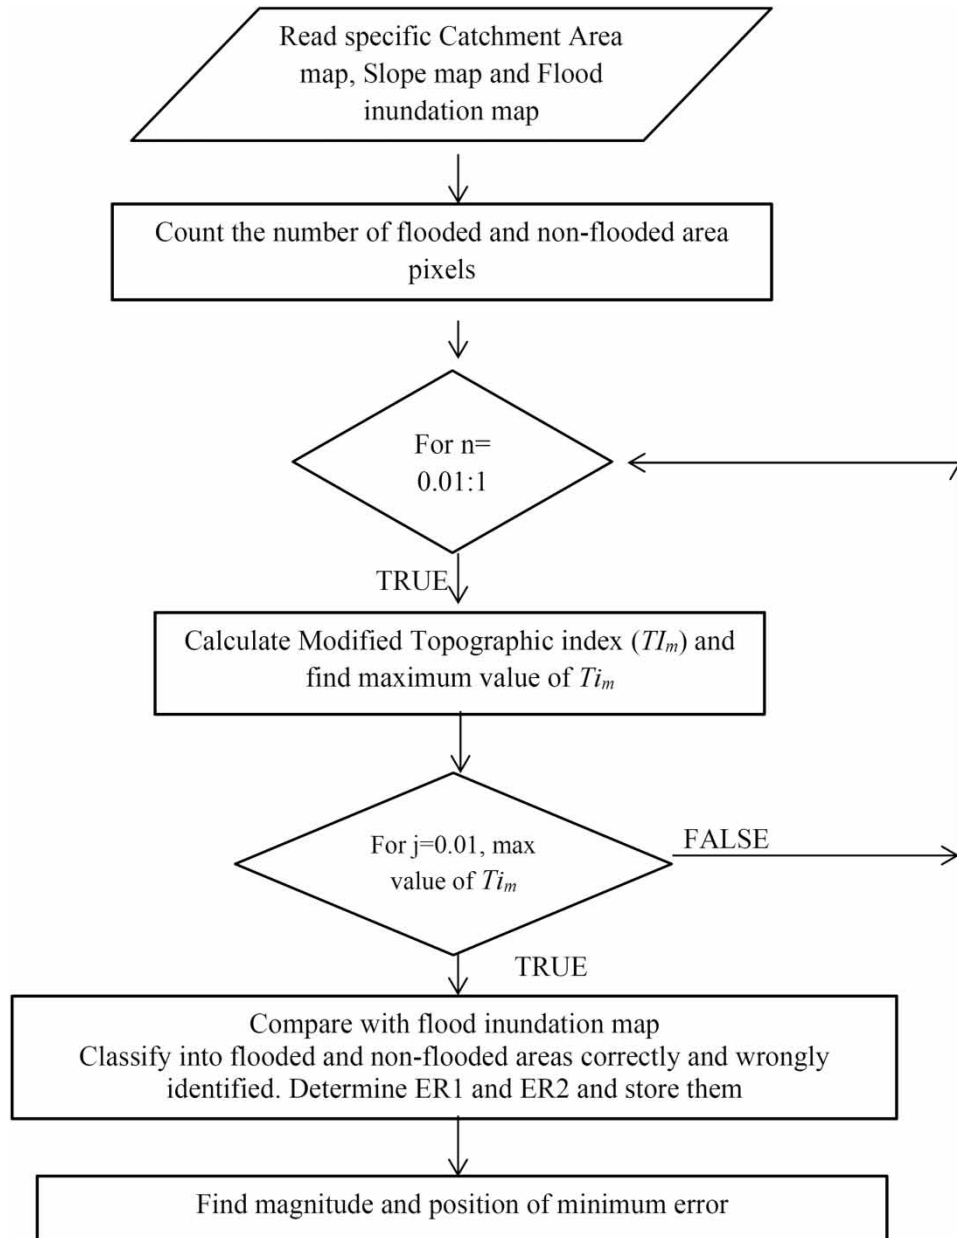 Read specific Catchment Area
map, Slope map and Flood
inundation map
Count the number of flooded and non-flooded area
pixels
For n=
0.01:1
TRUE
Calculate Modified Topographic index (TIm) and
find maximum value of Tim
For j=0.01, max
value of Tim
FALSE
TRUE
Compare with flood inundation map
Classify into flooded and non-flooded areas correctly and wrongly
identified. Determine ER1 and ER2 and store them
Find magnitude and position of minimum error